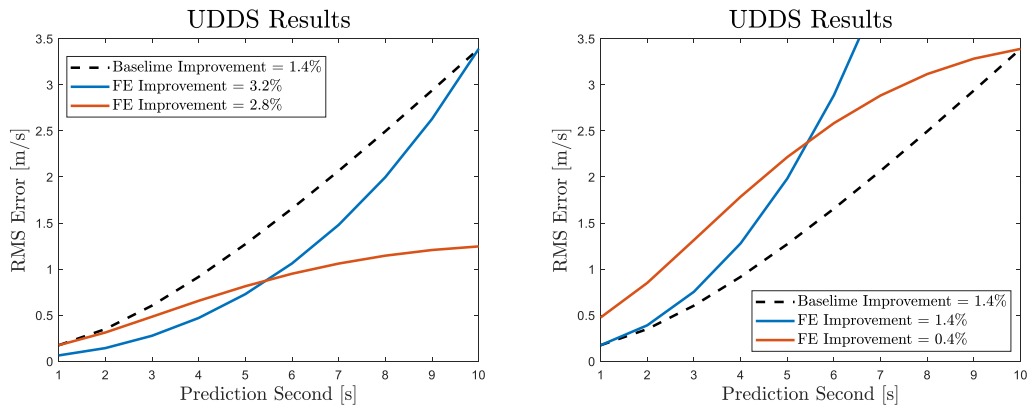 UDDS Results
3.5
3
2.5
2
1.5
1
0.5
0
RMS Error [m/s]
Baselime Improvement = 1.4%
FE Improvement = 3.2%
FE Improvement = 2.8%
1 2 3 4 5 6 7 8 9 10
Prediction Second [s]
UDDS Results
3.5
3
2.5
2
1.5
1
0.5
0
RMS Error [m/s]
Baselime Improvement = 1.4%
FE Improvement = 1.4%
FE Improvement = 0.4%
1 2 3 4 5 6 7 8 9 10
Prediction Second [s]